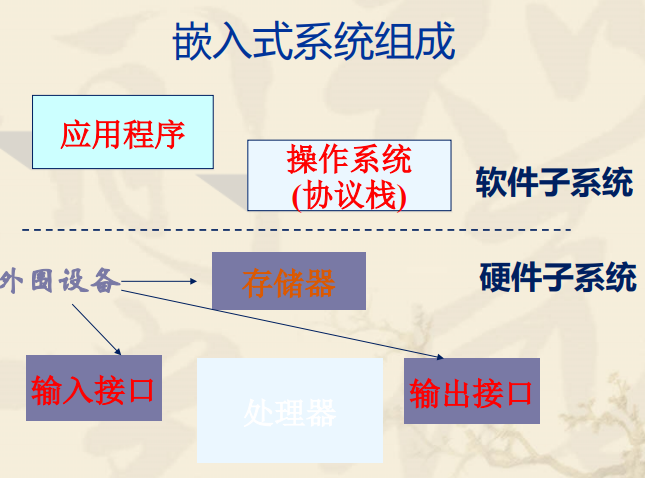 嵌入式系统组成
应用程序
操作系统
(协议栈)
软件子系统
外围设备
存储器
硬件子系统
输入接口
处理器
输出接口